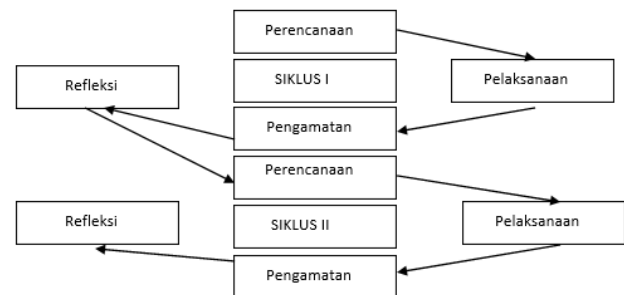 Perencanaan
Refleksi
SIKLUS I
Pelaksanaan
Pengamatan
Perencanaan
Refleksi
SIKLUS II
Pelaksanaan
Pengamatan